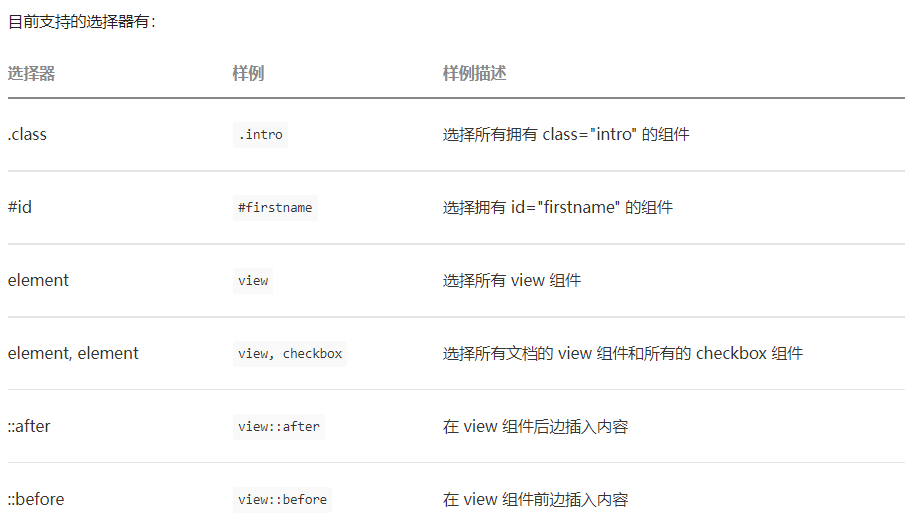 目前支持的选择器有:
选择器 样例 样例描述
.class .intro 选择所有拥有 class="intro" 的组件
#id #firstname 选择拥有 id="firstname" 的组件
element view 选择所有 view 组件
element, element view, checkbox 选择所有文档的 view 组件和所有的 checkbox 组件
::after view::after 在 view 组件后边插入内容
::before view::before 在 view 组件前边插入内容